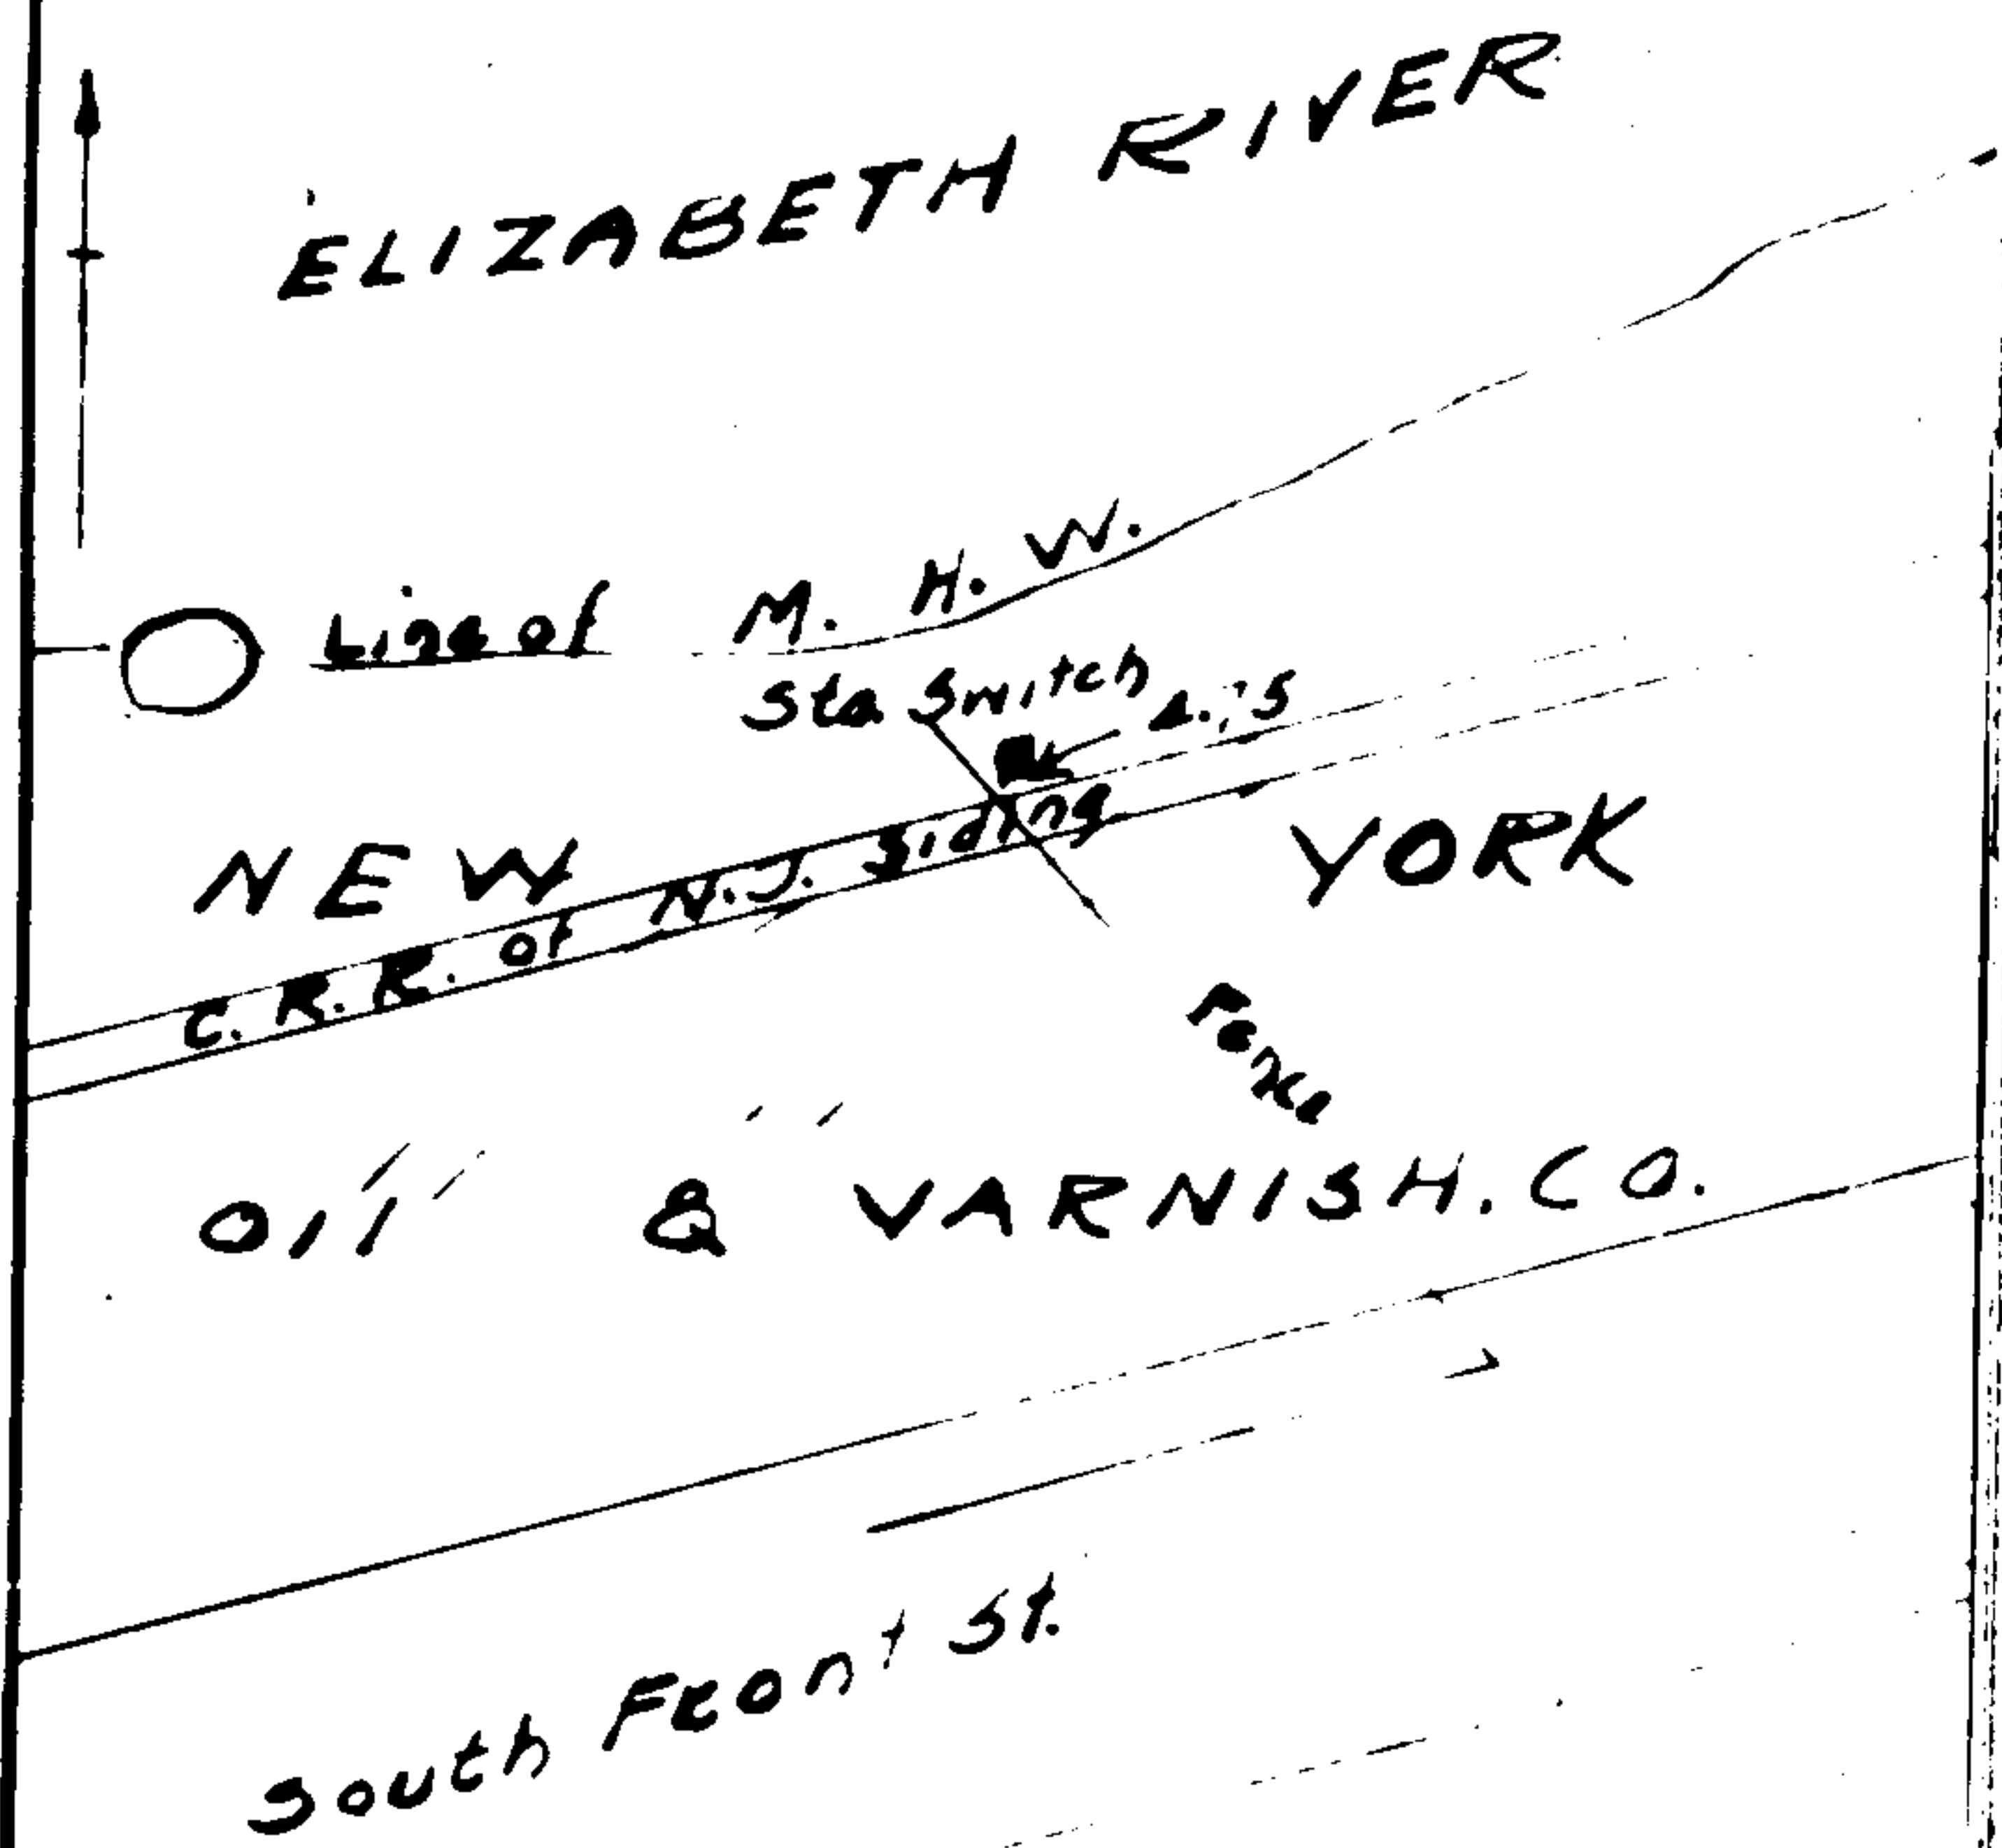 ELIZABETH RIVER
Line of M. H. W.
Sta Switch
NEW YORK
C. R. R. of N.J. Siding
Fence
OIL & VARNISH. CO.
South Front St.